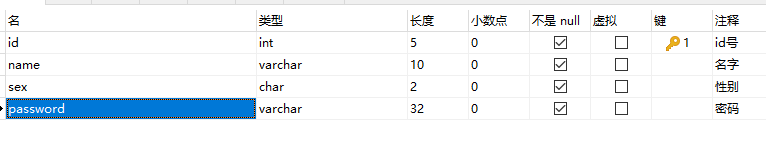 名 类型 长度 小数点 不是 null 虚拟 键 注释
id int 5 0 1 id号
name varchar 10 0 名字
sex char 2 0 性别
password varchar 32 0 密码